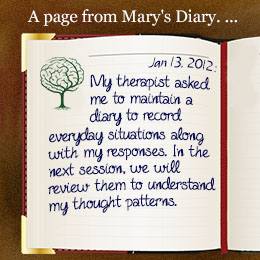 A page from Mary's Diary. ...
Jan 13, 2012:
My therapist asked
me to maintain a
diary to record
everyday situations along
with my responses. In the
next session, we will
review them to understand
my thought patterns.